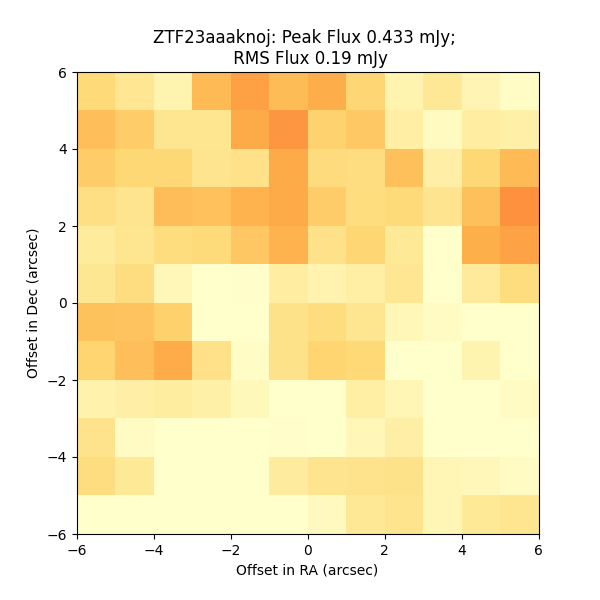 ZTF23aaaknoj: Peak Flux 0.433 mJy;
RMS Flux 0.19 mJy
6
4
2
0
−2
−4
−6
Offset in Dec (arcsec)
−6 −4 −2 0 2 4 6
Offset in RA (arcsec)